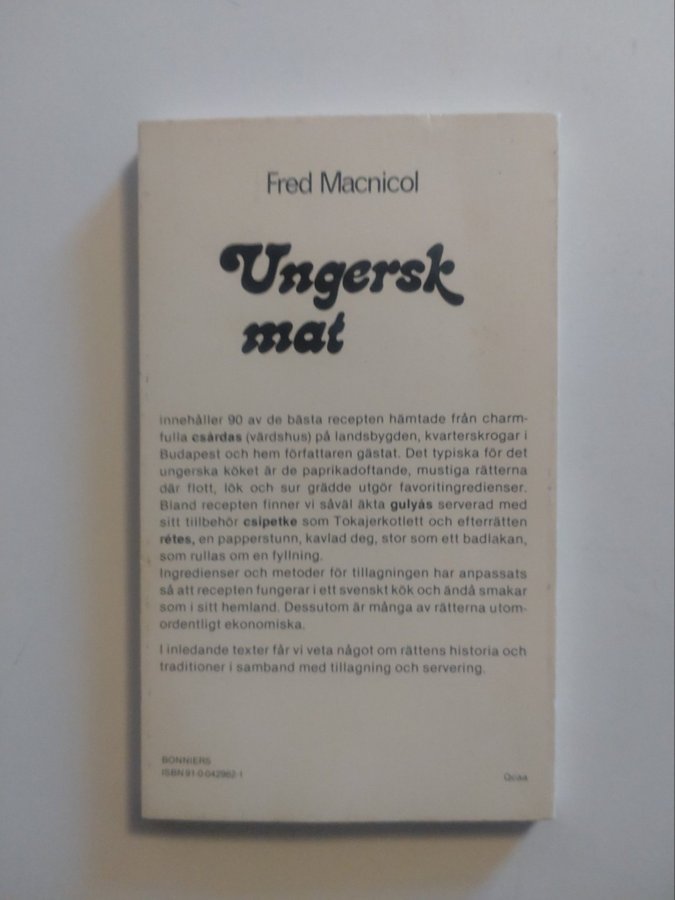 Fred Macnicol
Ungersk
mat
Innehåller 90 av de bästa recepten hämtade från charm-
fulla csárdas (värdshus) på landsbygden, kvarterskrogar i
Budapest och hem författaren gästat. Det typiska för det
ungerska köket är de paprikadoftande, mustiga rätterna
där flott, lök och sur grädde utgör favoritingredienser.
Bland recepten finner vi såväl äkta gulyás serverad med
sitt tillbehör csipetke som Tokajerkotlett och efterrätten
rétes, en papperstunn, kavlad deg, stor som ett badlakan,
som rullas om en fyllning.
Ingredienser och metoder för tillagningen har anpassats
så att recepten fungerar i ett svenskt kök och ändå smakar
som i sitt hemland. Dessutom är många av rätterna utom-
ordentligt ekonomiska.
I inledande texter får vi veta något om rättens historia och
traditioner i samband med tillagning och servering.
BONNIERS
ISBN 91-0-042962-1